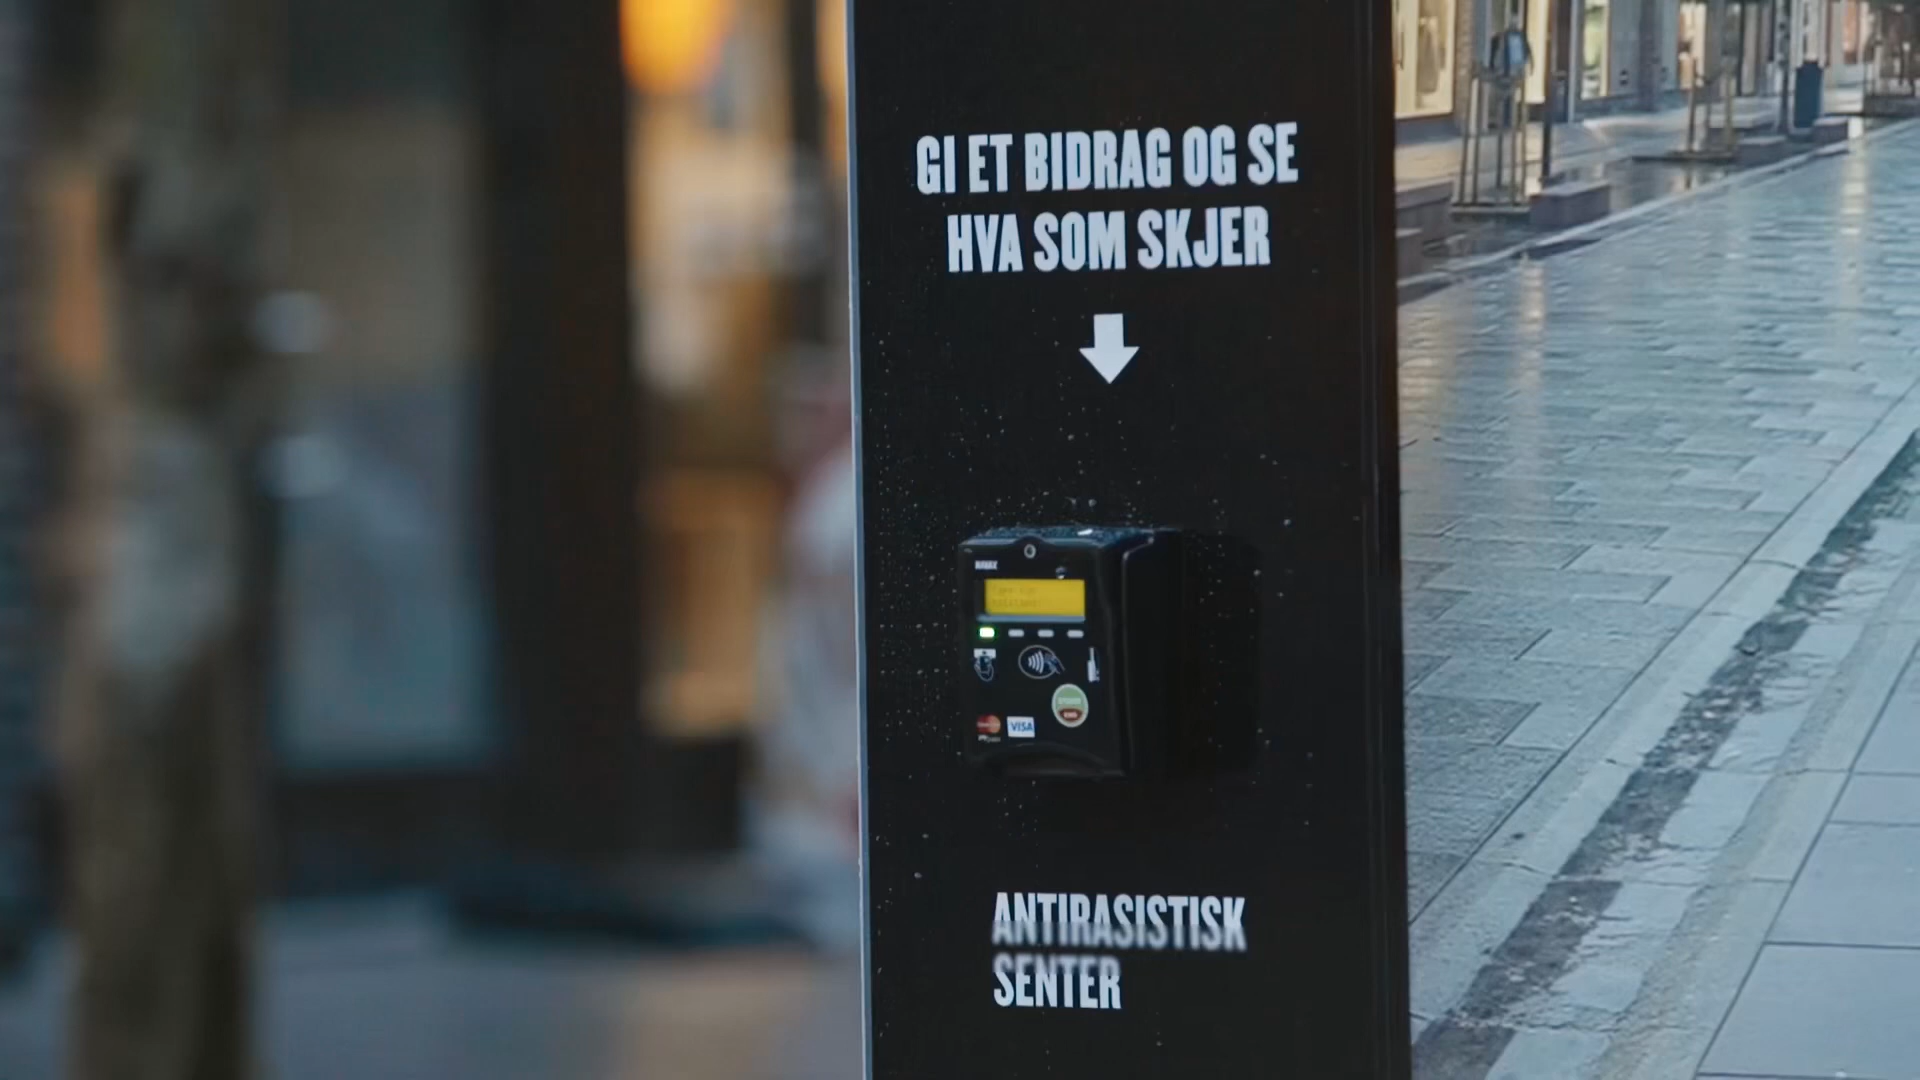 GI ET BIDRAG OG SE
HVA SOM SKJER
VISA
ANTIRASISTISK
SENTER